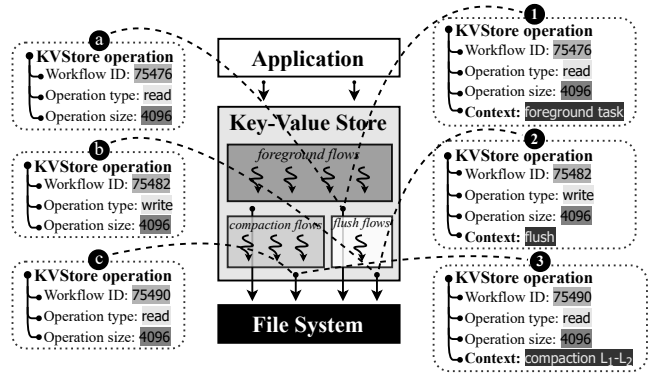 a
KVStore operation
Workflow ID: 75476
Operation type: read
Operation size: 4096
b
KVStore operation
Workflow ID: 75482
Operation type: write
Operation size: 4096
c
KVStore operation
Workflow ID: 75490
Operation type: read
Operation size: 4096
Application
Key-Value Store
foreground flows
compaction flows
flush flows
File System
1
KVStore operation
Workflow ID: 75476
Operation type: read
Operation size: 4096
Context: foreground task
2
KVStore operation
Workflow ID: 75482
Operation type: write
Operation size: 4096
Context: flush
3
KVStore operation
Workflow ID: 75490
Operation type: read
Operation size: 4096
Context: compaction L₁-L₂